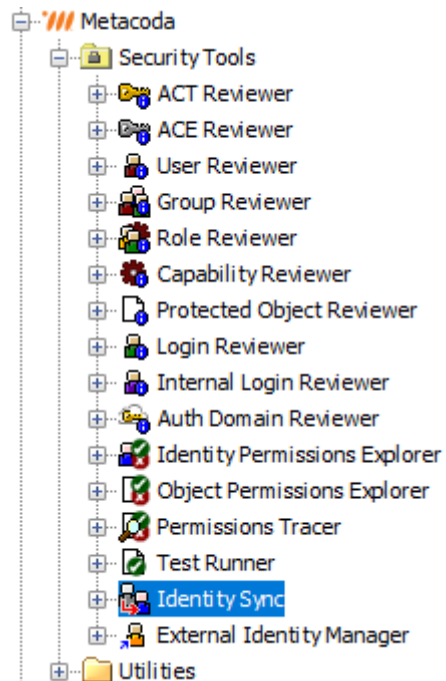 Metacoda
Security Tools
ACT Reviewer
ACE Reviewer
User Reviewer
Group Reviewer
Role Reviewer
Capability Reviewer
Protected Object Reviewer
Login Reviewer
Internal Login Reviewer
Auth Domain Reviewer
Identity Permissions Explorer
Object Permissions Explorer
Permissions Tracer
Test Runner
Identity Sync
External Identity Manager
Utilities